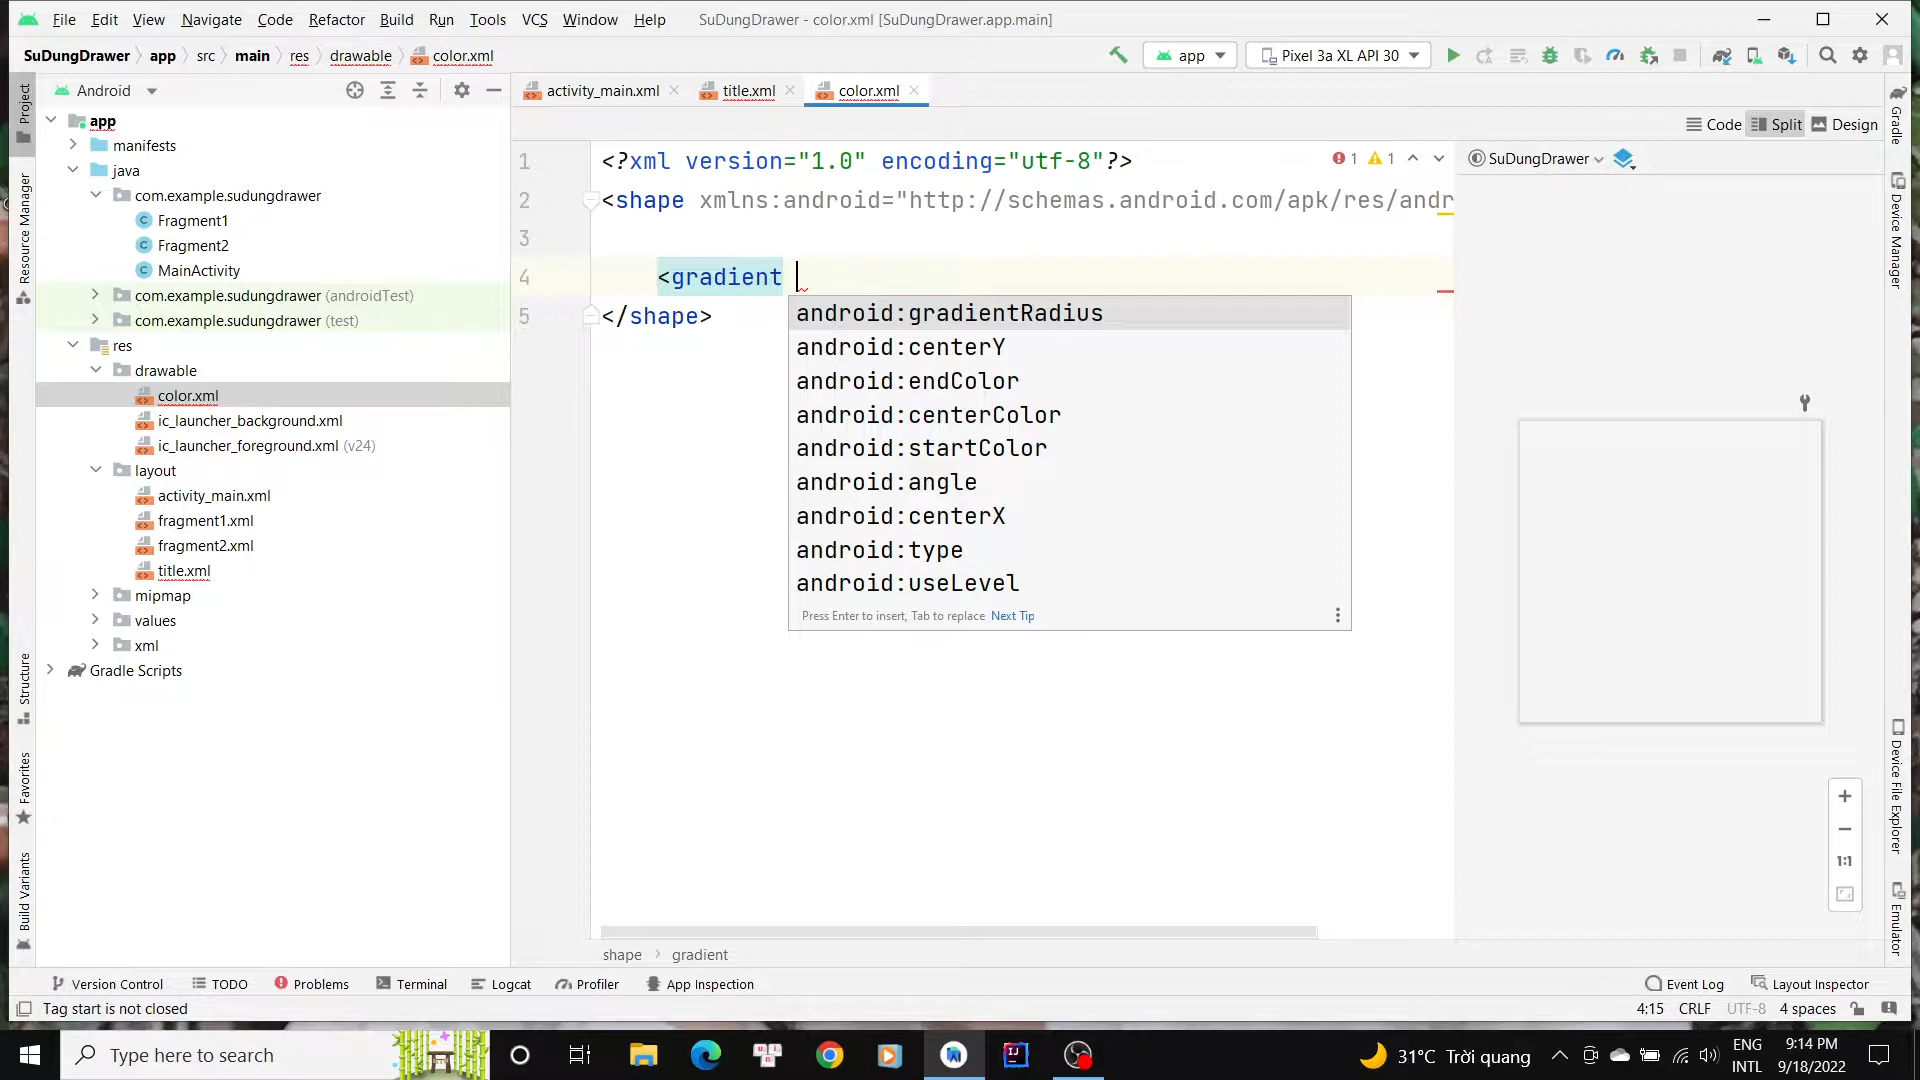 File Edit View Navigate Code Refactor Build Run Tools VCS Window Help SuDungDrawer - color.xml [SuDungDrawer.app.main]
SuDungDrawer app src main res drawable color.xml app Pixel 3a XL API 30
Project
Resource Manager
Structure
Favorites
Build Variants
Android
app
manifests
java
com.example.sudungdrawer
Fragment1
Fragment2
MainActivity
com.example.sudungdrawer (androidTest)
com.example.sudungdrawer (test)
res
drawable
color.xml
ic_launcher_background.xml
ic_launcher_foreground.xml (v24)
layout
activity_main.xml
fragment1.xml
fragment2.xml
title.xml
mipmap
values
xml
Gradle Scripts
activity_main.xml title.xml color.xml
Code Split Design
1 <?xml version="1.0" encoding="utf-8"?>
2 <shape xmlns:android="http://schemas.android.com/apk/res/andr
3
4 <gradient
5 </shape>
1 1
android:gradientRadius
android:centerY
android:endColor
android:centerColor
android:startColor
android:angle
android:centerX
android:type
android:useLevel
Press Enter to insert, Tab to replace Next Tip
SuDungDrawer
1:1
Gradle
Device Manager
Device File Explorer
Emulator
shape gradient
Version Control TODO Problems Terminal Logcat Profiler App Inspection Event Log Layout Inspector
Tag start is not closed 4:15 CRLF UTF-8 4 spaces
Type here to search
31°C Trời quang
ENG
INTL
9:14 PM
9/18/2022